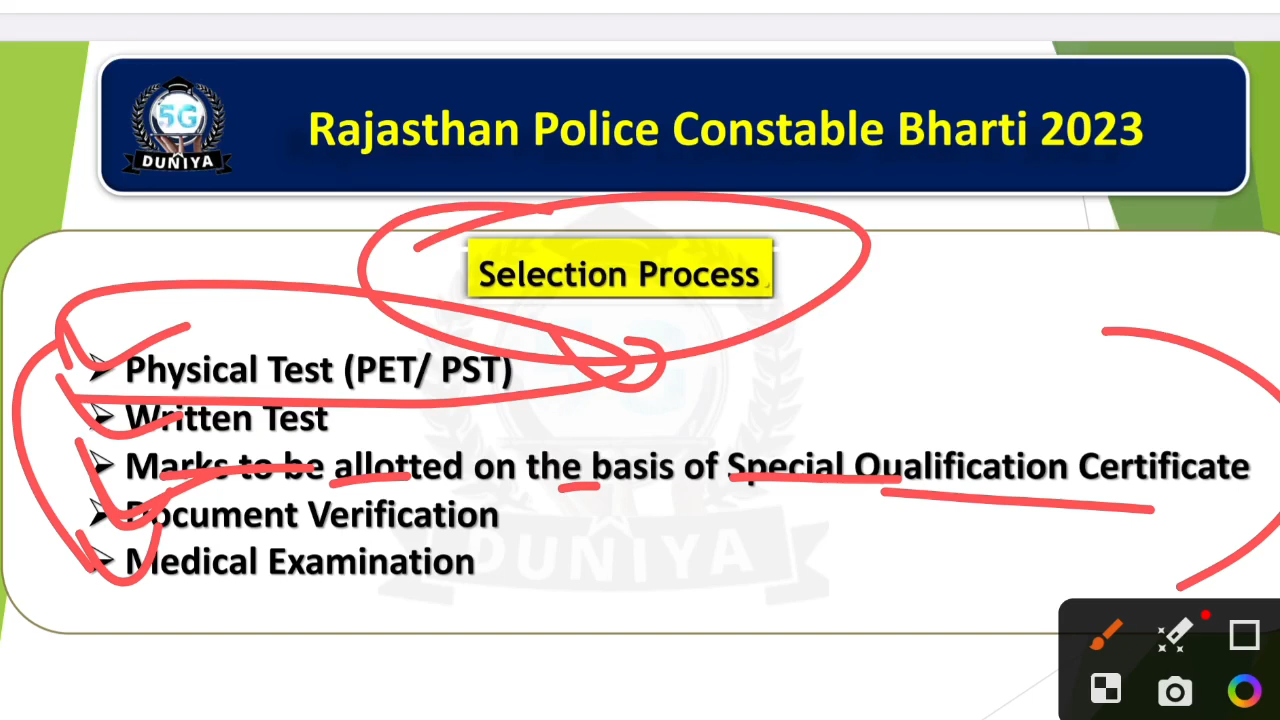 5G
DUNIYA
Rajasthan Police Constable Bharti 2023
Selection Process
Physical Test (PET/ PST)
Written Test
Marks to be allotted on the basis of Special Qualification Certificate
Document Verification
Medical Examination
DUNIYA